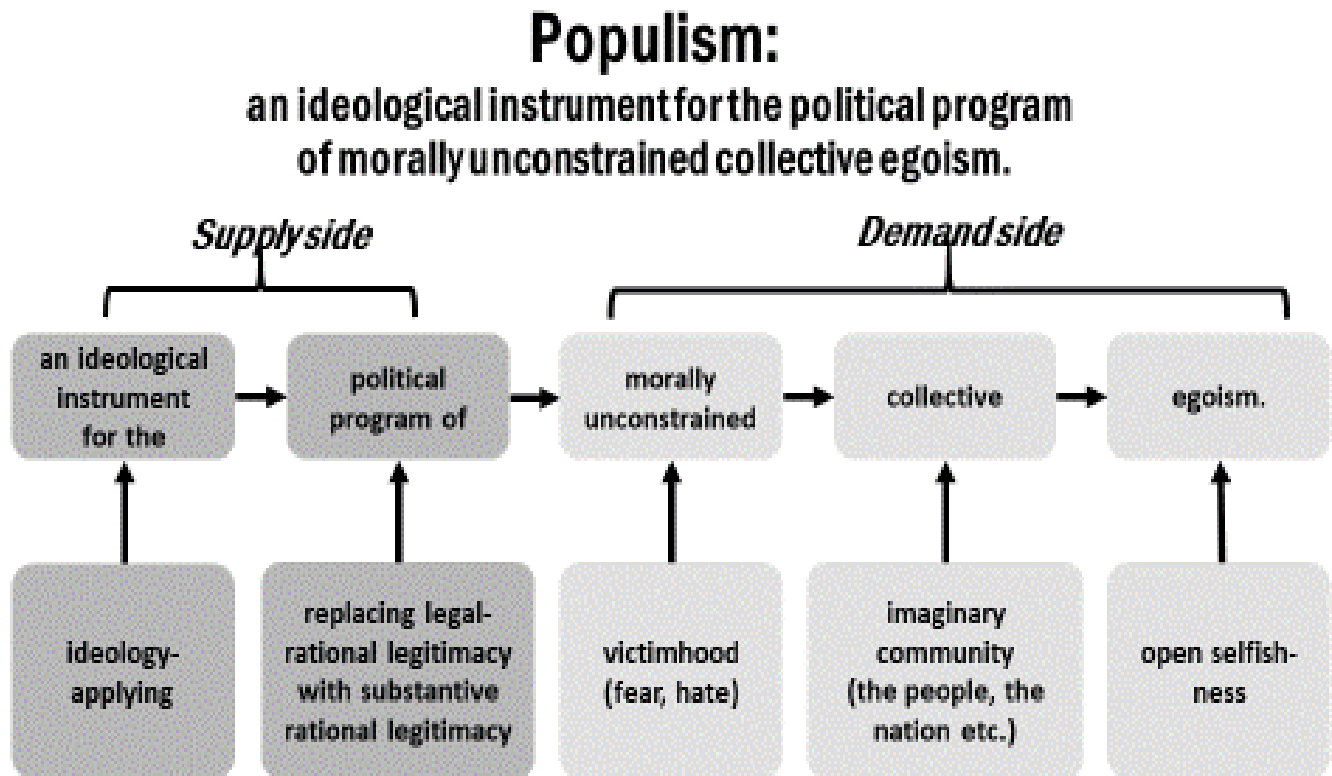 Populism:
an ideological instrument for the political program
of morally unconstrained collective egoism.
Supply side
Demand side
an ideological
instrument
for the
political
program of
morally
unconstrained
collective
egoism.
ideology-
applying
replacing legal-
rational legitimacy
with substantive
rational legitimacy
victimhood
(fear, hate)
imaginary
community
(the people, the
nation etc.)
open selfish-
ness